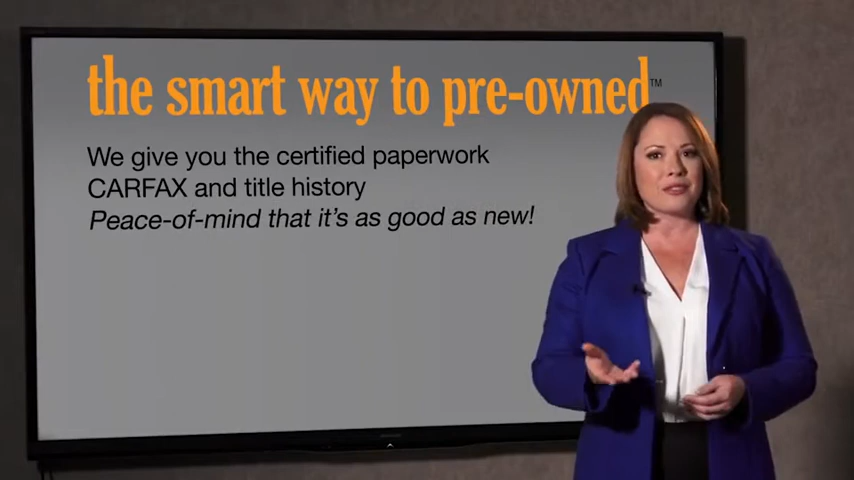 the smart way to pre-owned™
We give you the certified paperwork
CARFAX and title history
Peace-of-mind that it's as good as new!